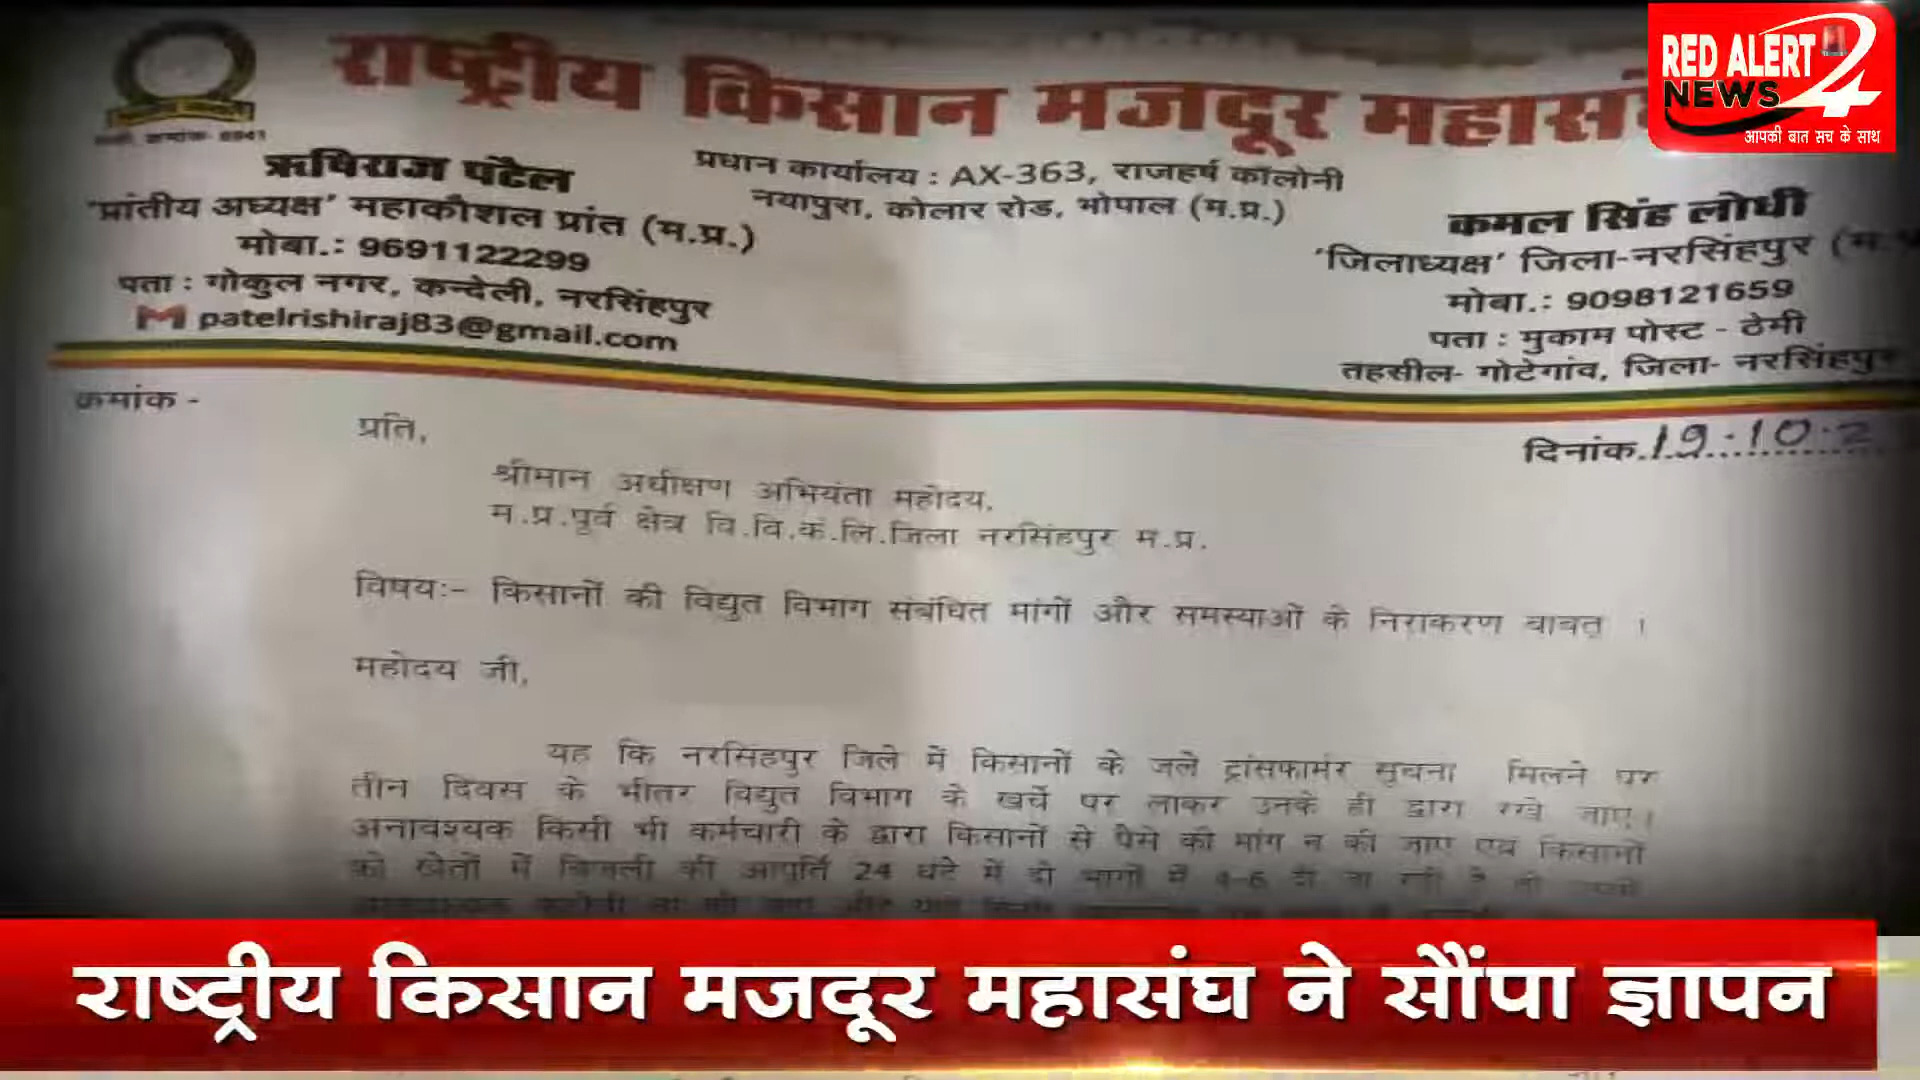 राष्ट्रीय किसान मजदूर
RED ALERT 24
NEWS
आपकी बात सच के साथ
ऋषिराज पटैल
'प्रांतीय अध्यक्ष' महाकौशल प्रांत (म.प्र.)
मोबा.: 9691122299
पता : गोकुल नगर, कन्देली, नरसिंहपुर
patelrishiraj83@gmail.com
प्रधान कार्यालय : AX-363, राजहर्ष कॉलोनी
नयापुरा, कोलार रोड, भोपाल (म.प्र.)
कमल सिंह लोधी
'जिलाध्यक्ष' जिला-नरसिंहपुर
मोबा.: 9098121659
पता : मुकाम पोस्ट - ठेमी
तहसील- गोटेगांव, जिला- नरसिंहपुर
क्रमांक -
दिनांक 19.10.2
प्रति,
श्रीमान अधीक्षण अभियंता महोदय,
म.प्र.पूर्व क्षेत्र वि.वि.कं.लि.जिला नरसिंहपुर म.प्र.
विषय:- किसानों की विद्युत विभाग संबंधित मांगों और समस्याओं के निराकरण वावत् ।
महोदय जी,
यह कि नरसिंहपुर जिले में किसानों के जले ट्रांसफार्मर सूचना मिलने पर
तीन दिवस के भीतर विद्युत विभाग के खर्चे पर लाकर उनके ही द्वारा रखे जाए।
अनावश्यक किसी भी कर्मचारी के द्वारा किसानों से पैसे की मांग न की जाए एवं किसानों
को खेतों में बिजली की आपूर्ति 24 घंटे में दो भागों में
राष्ट्रीय किसान मजदूर महासंघ ने सौंपा ज्ञापन